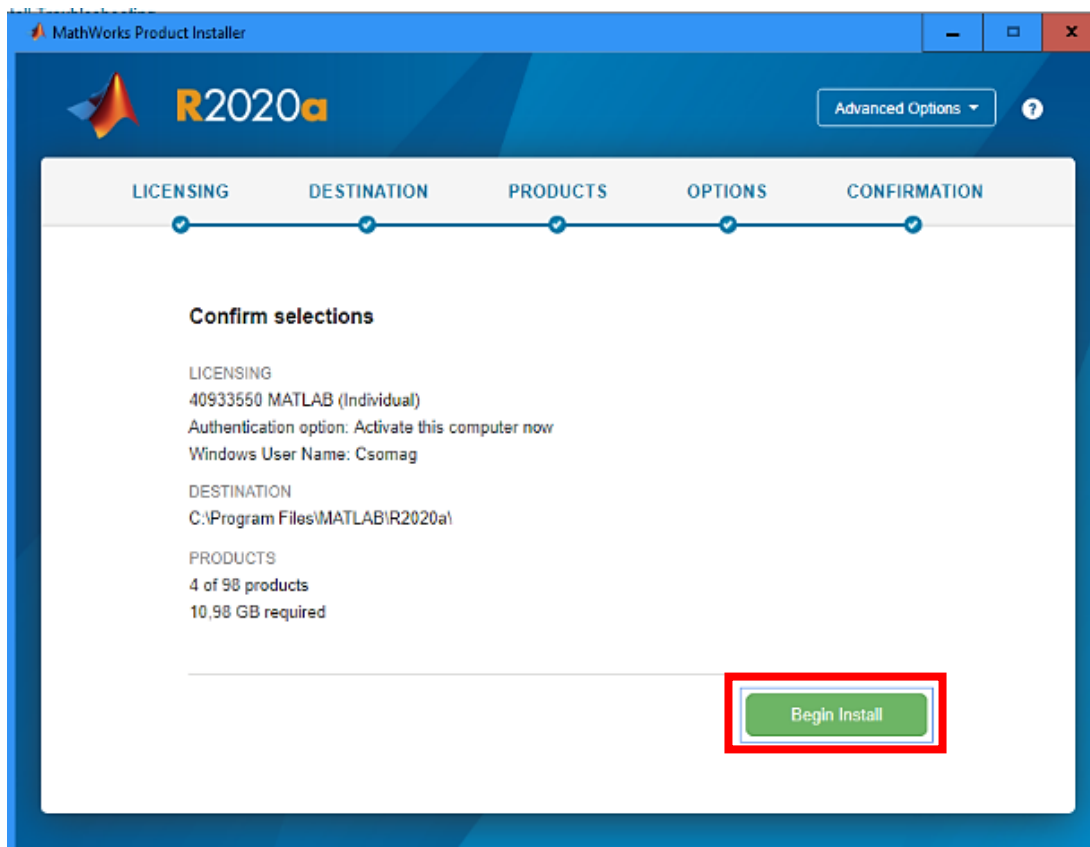 MathWorks Product Installer
R2020a
Advanced Options
?
LICENSING DESTINATION PRODUCTS OPTIONS CONFIRMATION
Confirm selections
LICENSING
40933550 MATLAB (Individual)
Authentication option: Activate this computer now
Windows User Name: Csomag
DESTINATION
C:\Program Files\MATLAB\R2020a\
PRODUCTS
4 of 98 products
10,98 GB required
Begin Install